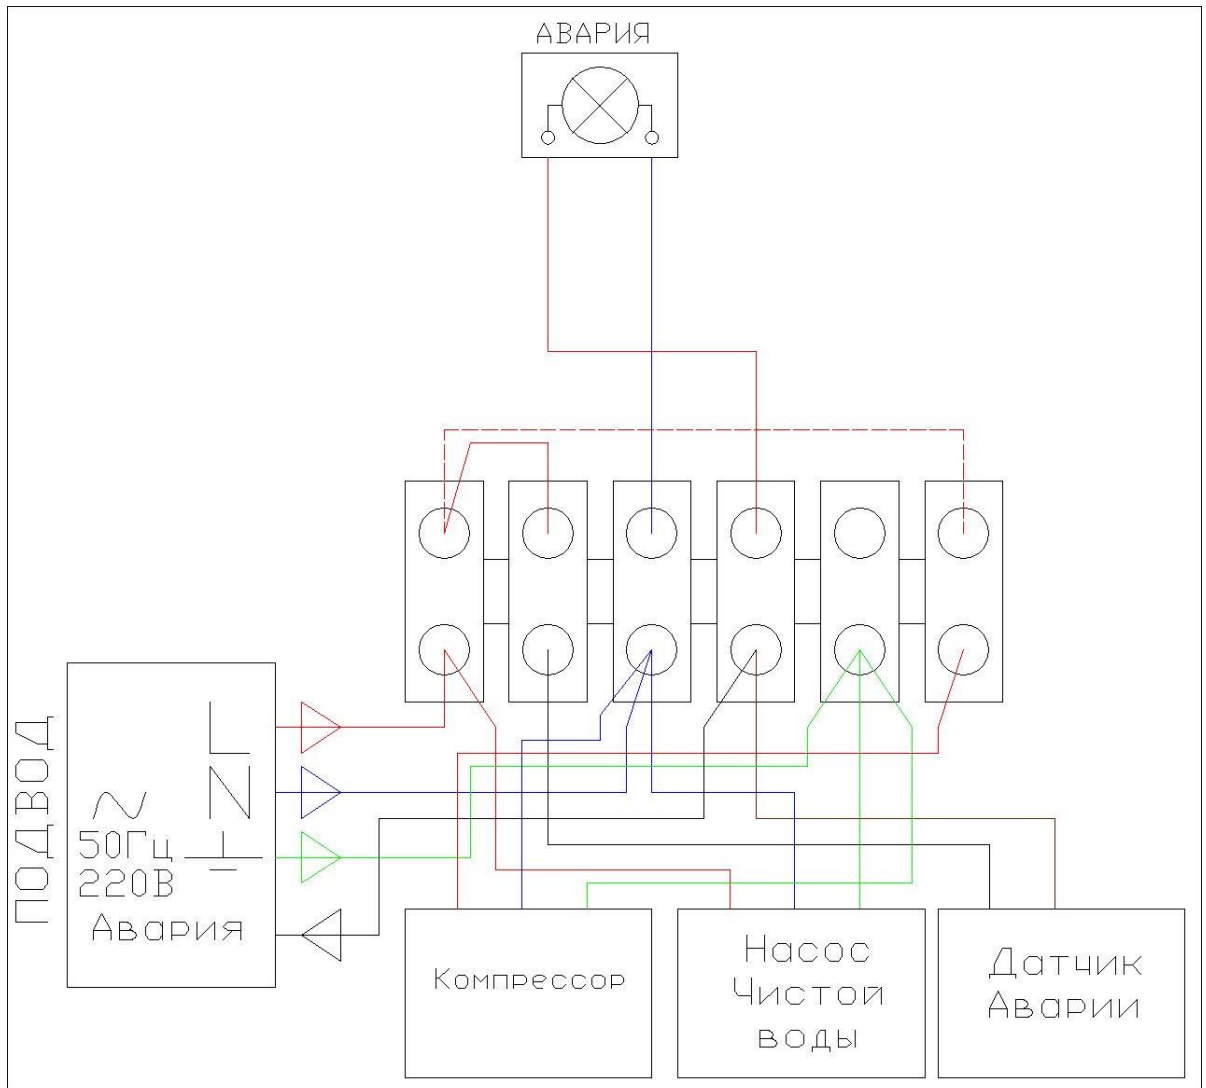 АВАРИЯ
ПОДВОД
L
N
50Гц
220В
Авария
Компрессор
Насос
Чистой
воды
Датчик
Аварии